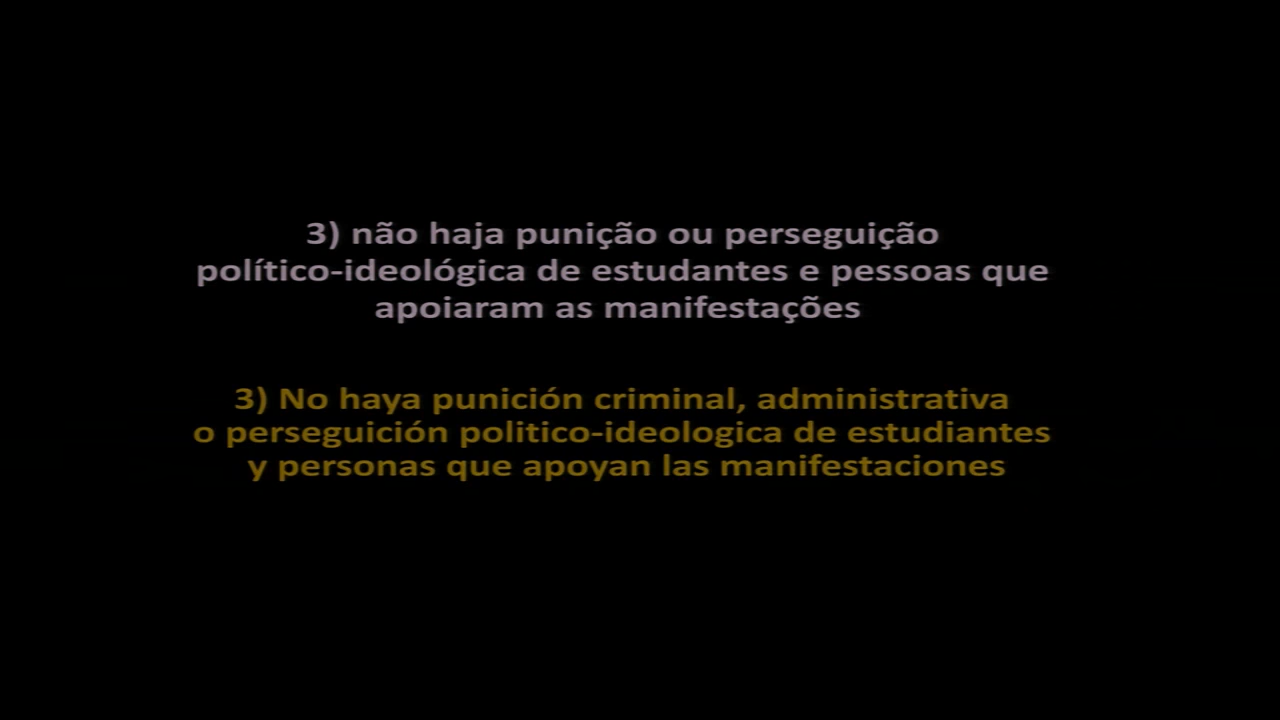 3) não haja punição ou perseguição
político-ideológica de estudantes e pessoas que
apoiaram as manifestações
3) No haya punición criminal, administrativa
o perseguición politico-ideologica de estudiantes
y personas que apoyan las manifestaciones